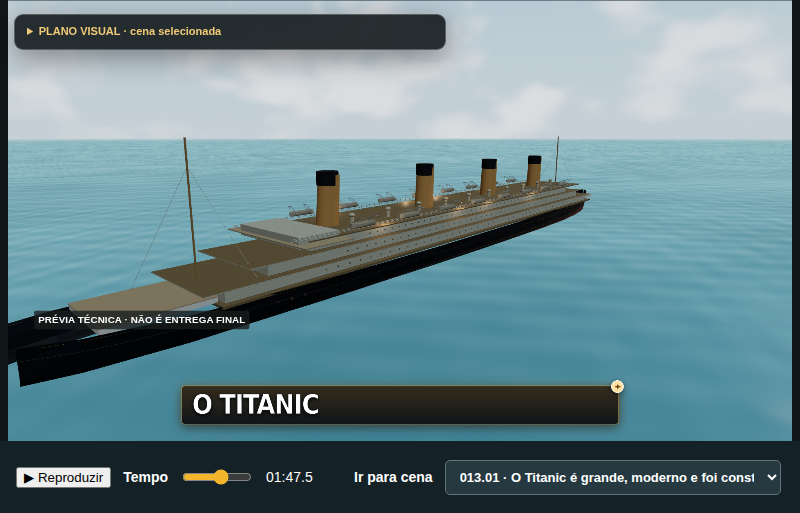 ▶ PLANO VISUAL · cena selecionada
PRÉVIA TÉCNICA · NÃO É ENTREGA FINAL
O TITANIC
▶ Reproduzir Tempo 01:47.5 Ir para cena 013.01 · O Titanic é grande, moderno e foi const